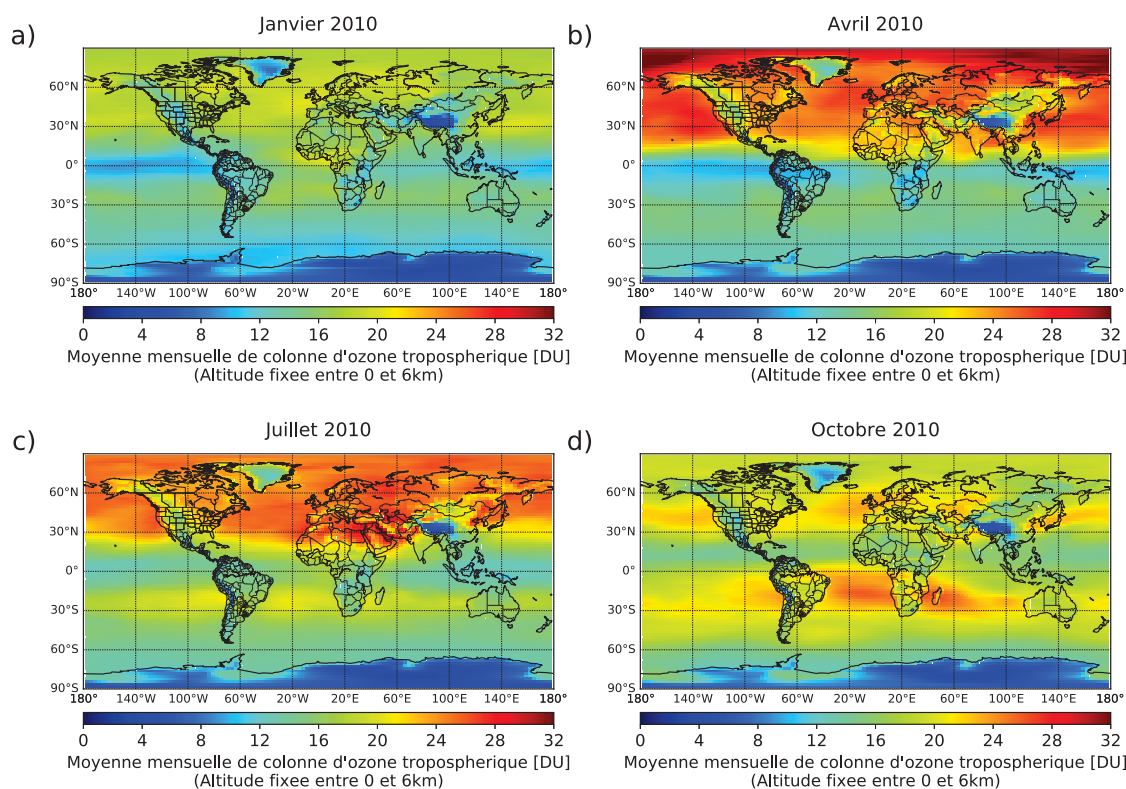 a)
Janvier 2010
60°N
30°N
0°
30°S
60°S
90°S
180° 140°W 100°W 60°W 20°W 20°E 60°E 100°E 140°E 180°
0 4 8 12 16 20 24 28 32
Moyenne mensuelle de colonne d'ozone tropospherique [DU]
(Altitude fixee entre 0 et 6km)
b)
Avril 2010
60°N
30°N
0°
30°S
60°S
90°S
180° 140°W 100°W 60°W 20°W 20°E 60°E 100°E 140°E 180°
0 4 8 12 16 20 24 28 32
Moyenne mensuelle de colonne d'ozone tropospherique [DU]
(Altitude fixee entre 0 et 6km)
c)
Juillet 2010
60°N
30°N
0°
30°S
60°S
90°S
180° 140°W 100°W 60°W 20°W 20°E 60°E 100°E 140°E 180°
0 4 8 12 16 20 24 28 32
Moyenne mensuelle de colonne d'ozone tropospherique [DU]
(Altitude fixee entre 0 et 6km)
d)
Octobre 2010
60°N
30°N
0°
30°S
60°S
90°S
180° 140°W 100°W 60°W 20°W 20°E 60°E 100°E 140°E 180°
0 4 8 12 16 20 24 28 32
Moyenne mensuelle de colonne d'ozone tropospherique [DU]
(Altitude fixee entre 0 et 6km)